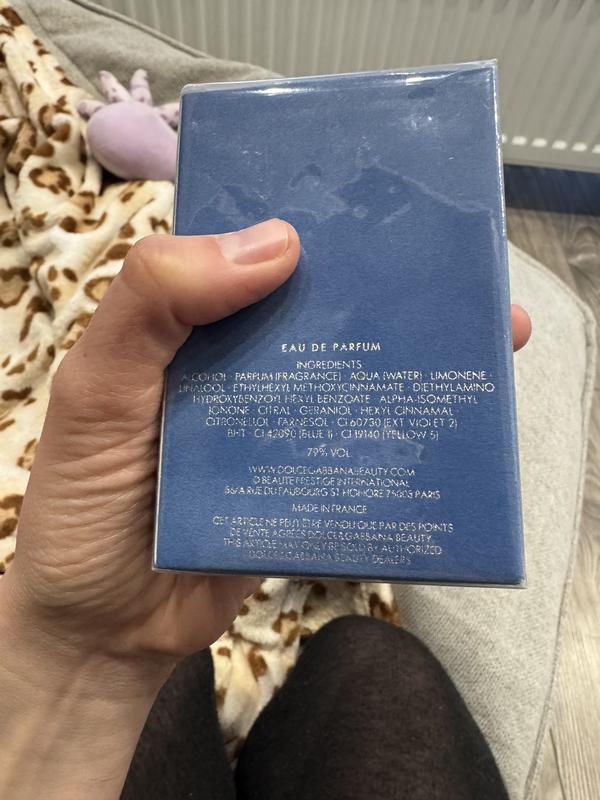 EAU DE PARFUM
INGREDIENTS
ALCOHOL · PARFUM (FRAGRANCE) · AQUA (WATER) · LIMONENE ·
LINALOOL · ETHYLHEXYL METHOXYCINNAMATE · DIETHYLAMINO
HYDROXYBENZOYL HEXYL BENZOATE · ALPHA-ISOMETHYL
IONONE · CITRAL · GERANIOL · HEXYL CINNAMAL ·
CITRONELLOL · FARNESOL · CI 60730 (EXT. VIOLET 2)
BHT · CI 42090 (BLUE 1) · CI 19140 (YELLOW 5)
79% VOL
WWW.DOLCEGABBANABEAUTY.COM
© BEAUTE PRESTIGE INTERNATIONAL
56/A RUE DU FAUBOURG ST HONORE 75008 PARIS
MADE IN FRANCE
CET ARTICLE NE PEUT ETRE VENDU QUE PAR DES POINTS
DE VENTE AGREES DOLCE&GABBANA BEAUTY
THIS ARTICLE MAY ONLY BE SOLD BY AUTHORIZED
DOLCE&GABBANA BEAUTY DEALERS